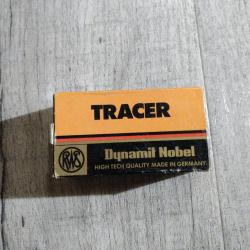 TRACER
RWS
Dynamit Nobel
HIGH TECH QUALITY MADE IN GERMANY